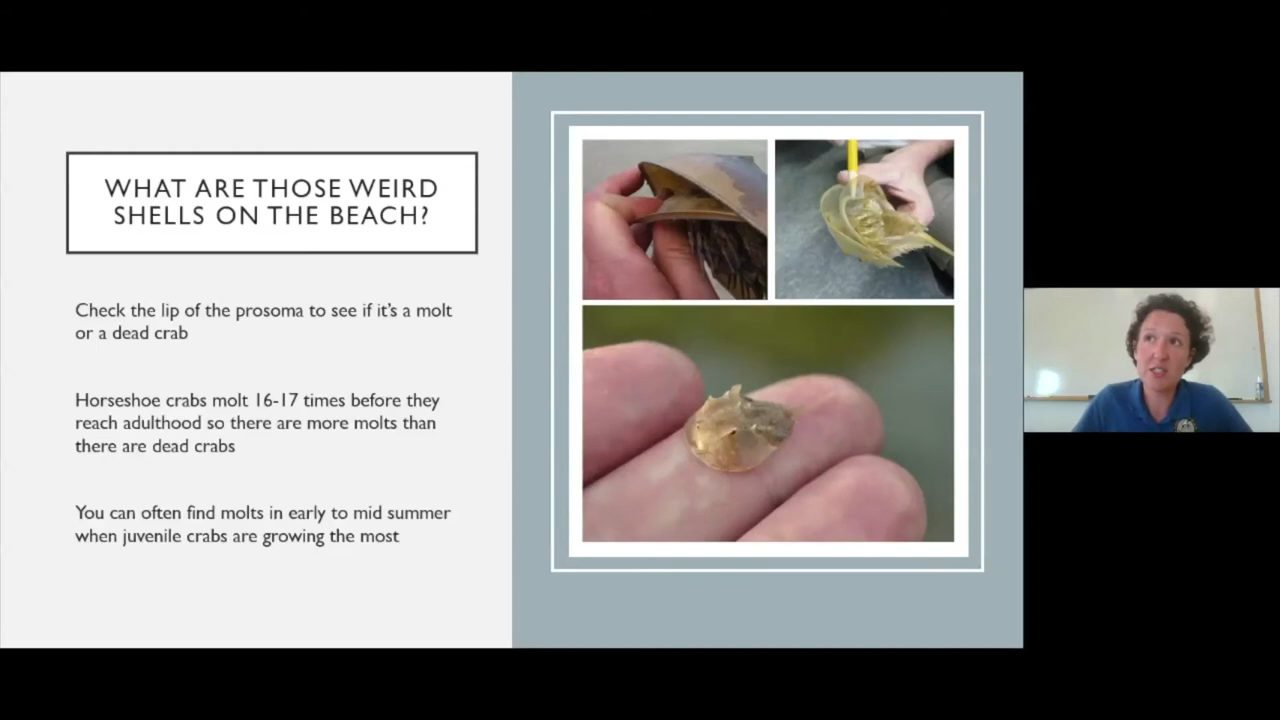 WHAT ARE THOSE WEIRD
SHELLS ON THE BEACH?
Check the lip of the prosoma to see if it's a molt
or a dead crab
Horseshoe crabs molt 16-17 times before they
reach adulthood so there are more molts than
there are dead crabs
You can often find molts in early to mid summer
when juvenile crabs are growing the most